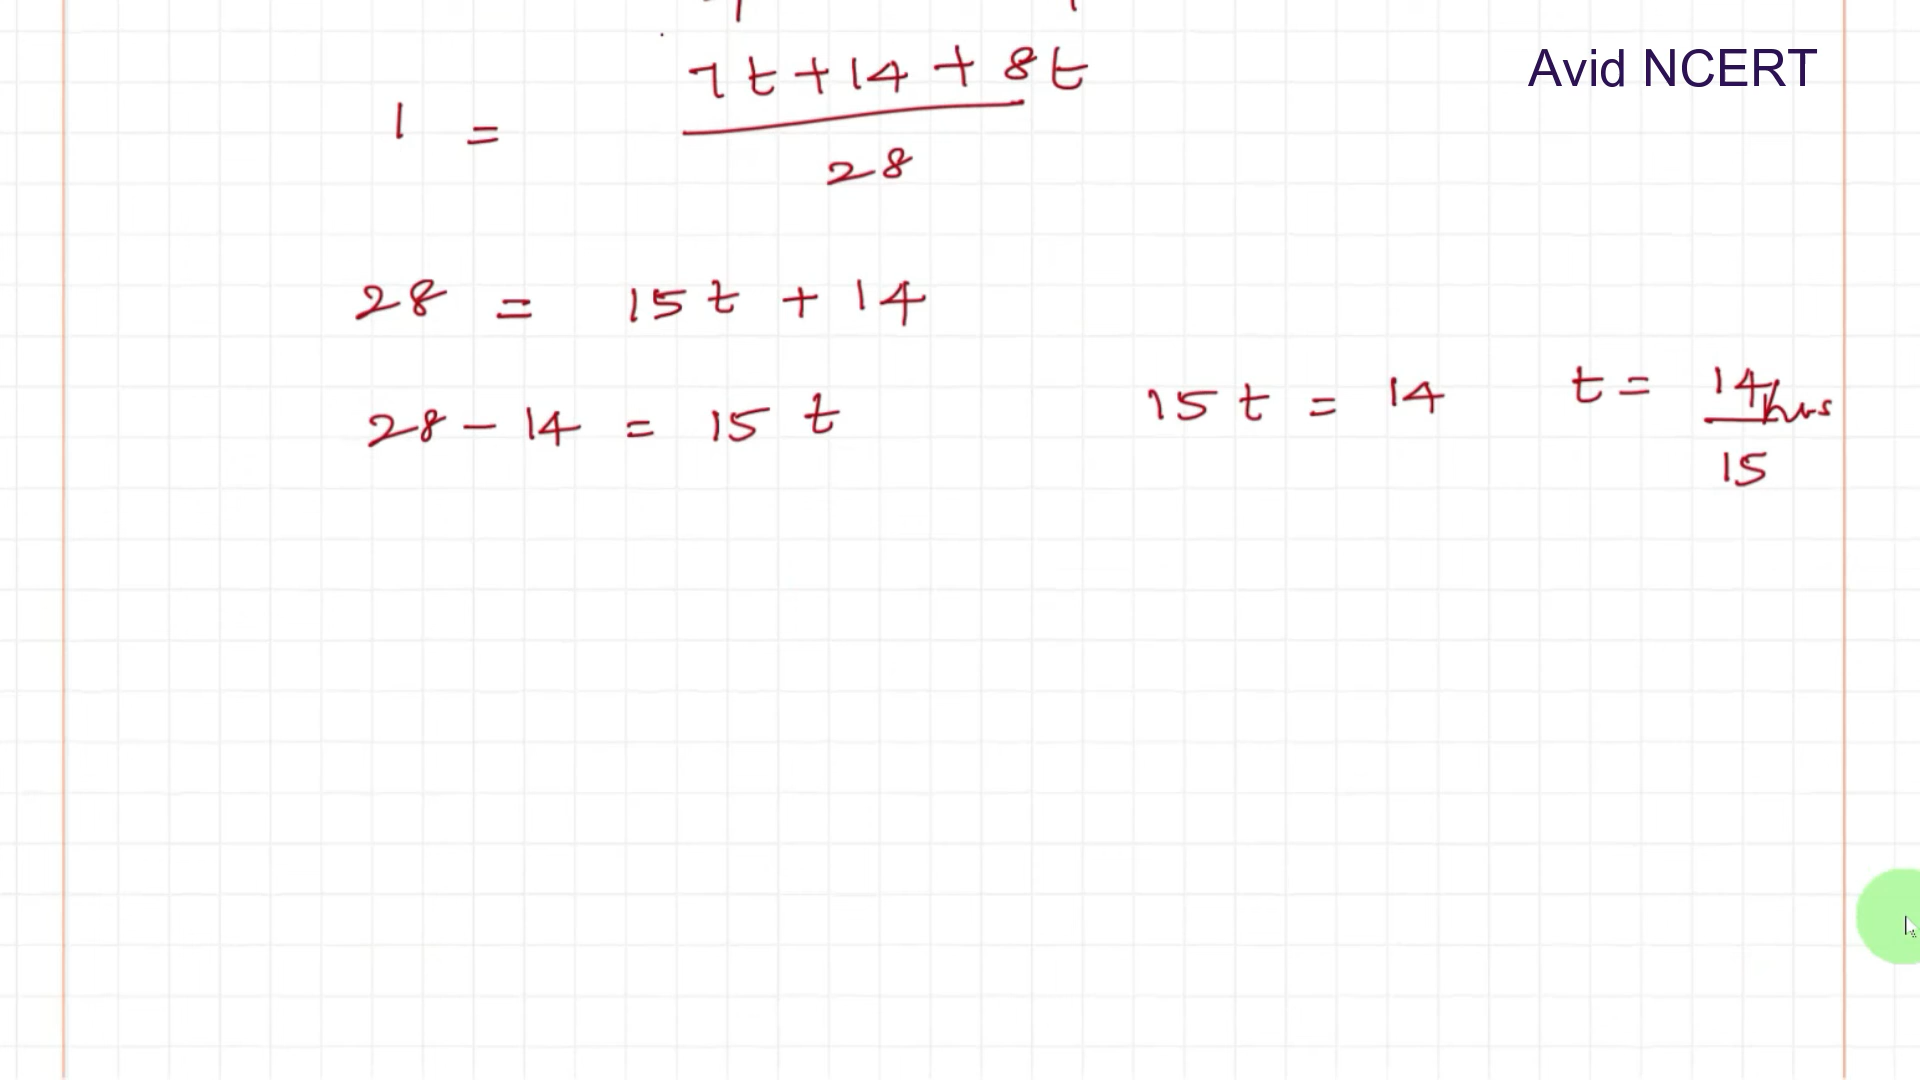 Avid NCERT
1 = 7t + 14 + 8t
28
28 = 15t + 14
28 - 14 = 15t
15t = 14 t = 14 hrs
15